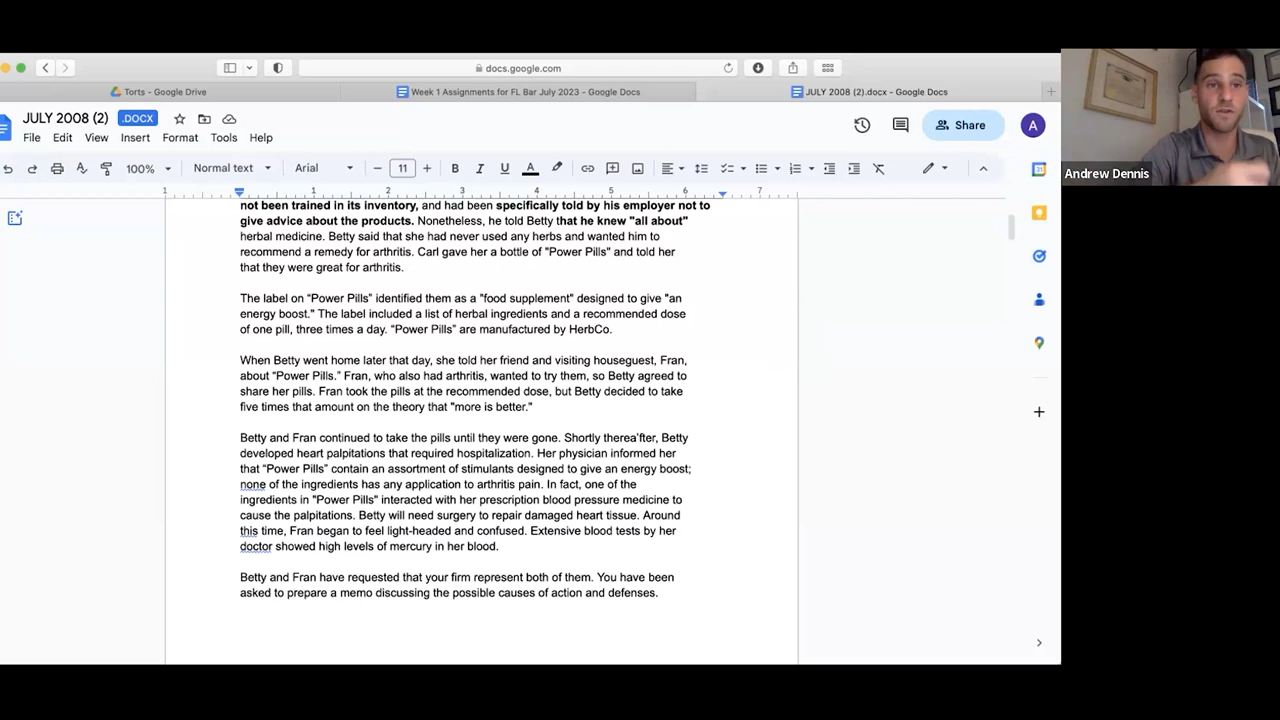 docs.google.com
Torts - Google Drive
Week 1 Assignments for FL Bar July 2023 - Google Docs
JULY 2008 (2).docx - Google Docs
JULY 2008 (2)
.DOCX
Share
A
File Edit View Insert Format Tools Help
100% Normal text Arial - 11 + B I U A
1 1 2 3 4 5 6 7
Andrew Dennis
not been trained in its inventory, and had been specifically told by his employer not to
give advice about the products. Nonetheless, he told Betty that he knew "all about"
herbal medicine. Betty said that she had never used any herbs and wanted him to
recommend a remedy for arthritis. Carl gave her a bottle of "Power Pills" and told her
that they were great for arthritis.
The label on “Power Pills” identified them as a "food supplement" designed to give "an
energy boost." The label included a list of herbal ingredients and a recommended dose
of one pill, three times a day. “Power Pills” are manufactured by HerbCo.
When Betty went home later that day, she told her friend and visiting houseguest, Fran,
about “Power Pills.” Fran, who also had arthritis, wanted to try them, so Betty agreed to
share her pills. Fran took the pills at the recommended dose, but Betty decided to take
five times that amount on the theory that "more is better."
Betty and Fran continued to take the pills until they were gone. Shortly therea'fter, Betty
developed heart palpitations that required hospitalization. Her physician informed her
that “Power Pills” contain an assortment of stimulants designed to give an energy boost;
none of the ingredients has any application to arthritis pain. In fact, one of the
ingredients in "Power Pills" interacted with her prescription blood pressure medicine to
cause the palpitations. Betty will need surgery to repair damaged heart tissue. Around
this time, Fran began to feel light-headed and confused. Extensive blood tests by her
doctor showed high levels of mercury in her blood.
Betty and Fran have requested that your firm represent both of them. You have been
asked to prepare a memo discussing the possible causes of action and defenses.